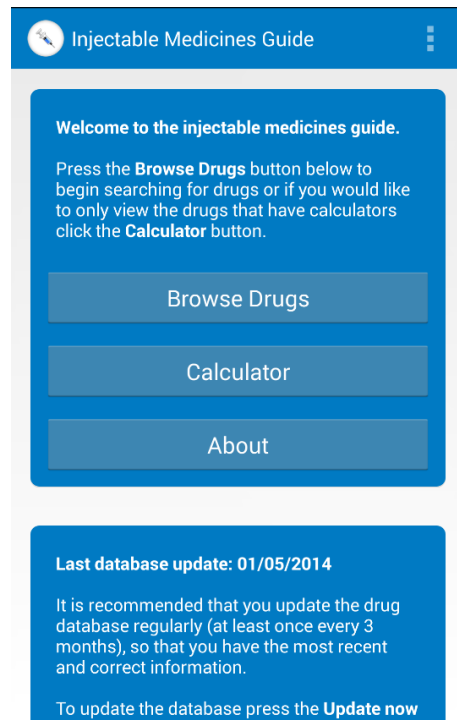 Injectable Medicines Guide
Welcome to the injectable medicines guide.
Press the Browse Drugs button below to
begin searching for drugs or if you would like
to only view the drugs that have calculators
click the Calculator button.
Browse Drugs
Calculator
About
Last database update: 01/05/2014
It is recommended that you update the drug
database regularly (at least once every 3
months), so that you have the most recent
and correct information.
To update the database press the Update now